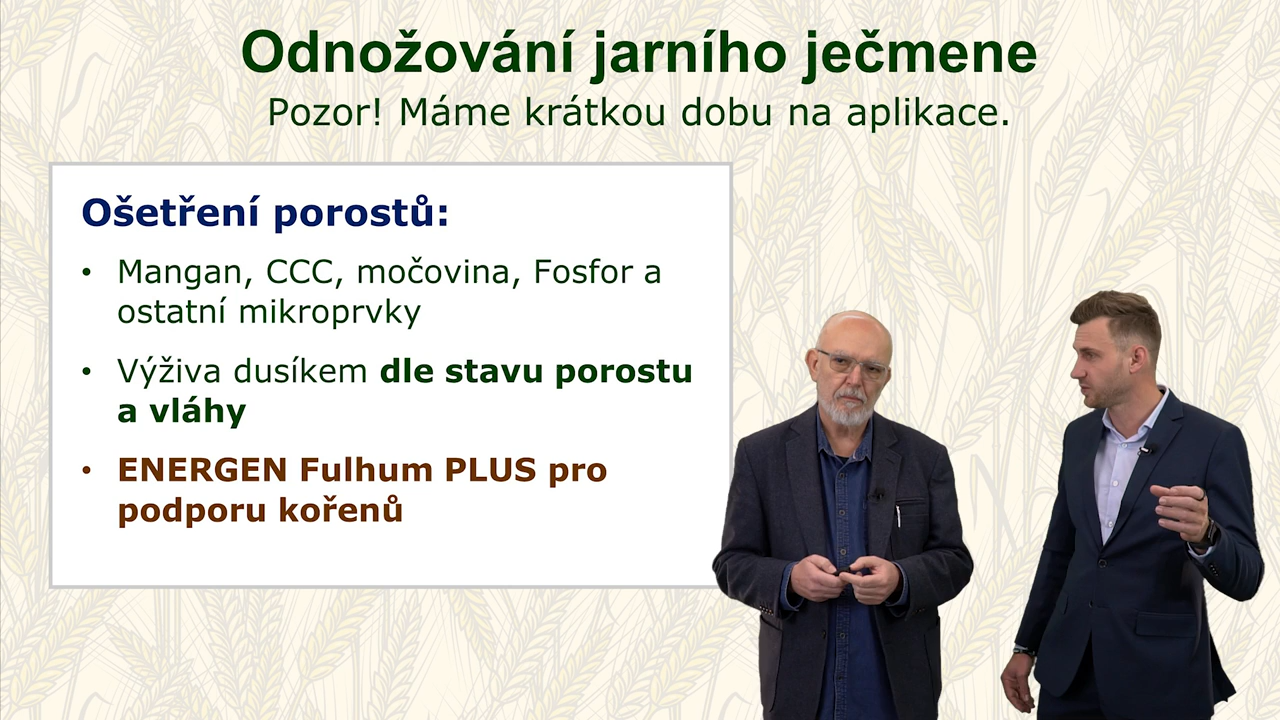 Odnožování jarního ječmene
Pozor! Máme krátkou dobu na aplikace.
Ošetření porostů:
• Mangan, CCC, močovina, Fosfor a
ostatní mikroprvky
• Výživa dusíkem dle stavu porostu
a vláhy
• ENERGEN Fulhum PLUS pro
podporu kořenů